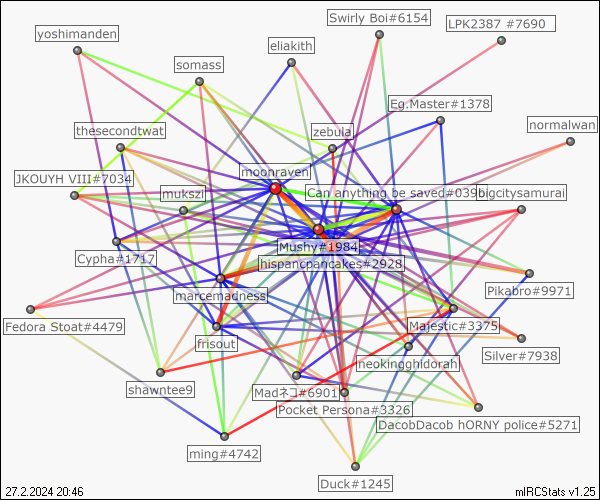 Swirly Boi#6154
LPK2387 #7690
yoshimanden
eliakith
somass
Eg.Master#1378
normalwan
thesecondtwat
zebula
moonraven
JKOUYH VIII#7034
mukszi
Can anything be saved#039
bigcitysamurai
Mushy#1984
Cypha#1717
hispancpancakes#2928
marcemadness
Pikabro#9971
Fedora Stoat#4479
Majestic#3375
frisout
Silver#7938
neokingghidorah
shawntee9
Madネコ#6901
Pocket Persona#3326
DacobDacob hORNY police#5271
ming#4742
Duck#1245
27.2.2024 20:46
mIRCStats v1.25